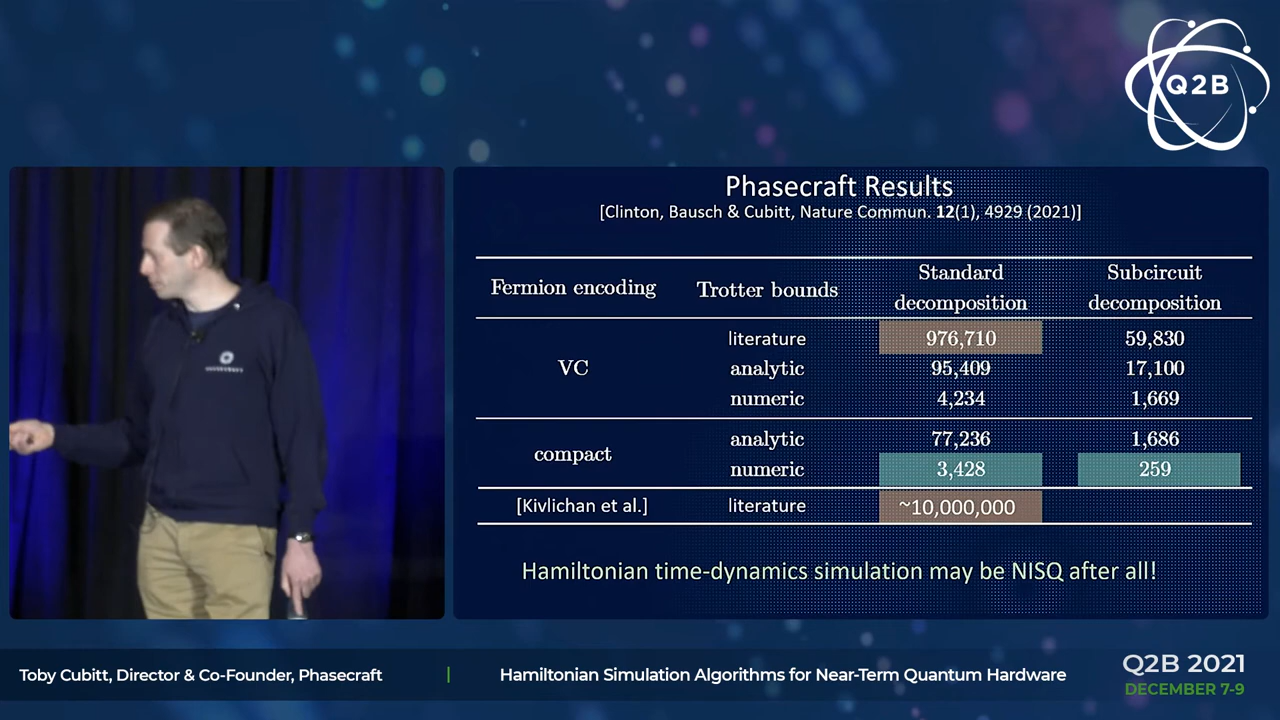 Q2B
Phasecraft Results
[Clinton, Bausch & Cubitt, Nature Commun. 12(1), 4929 (2021)]
Fermion encoding Trotter bounds Standard decomposition Subcircuit decomposition
VC
literature 976,710 59,830
analytic 95,409 17,100
numeric 4,234 1,669
compact
analytic 77,236 1,686
numeric 3,428 259
[Kivlichan et al.] literature ~10,000,000
Hamiltonian time-dynamics simulation may be NISQ after all!
Toby Cubitt, Director & Co-Founder, Phasecraft | Hamiltonian Simulation Algorithms for Near-Term Quantum Hardware
Q2B 2021
DECEMBER 7-9